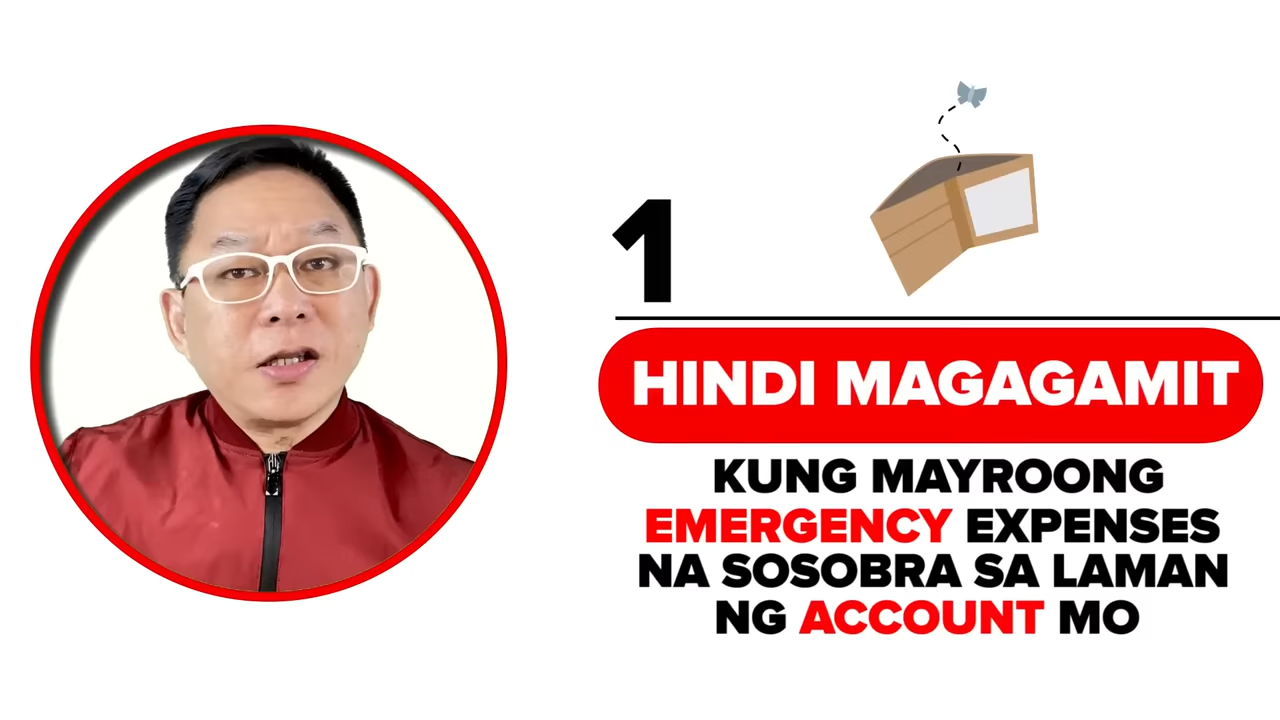 1
HINDI MAGAGAMIT
KUNG MAYROONG
EMERGENCY EXPENSES
NA SOSOBRA SA LAMAN
NG ACCOUNT MO